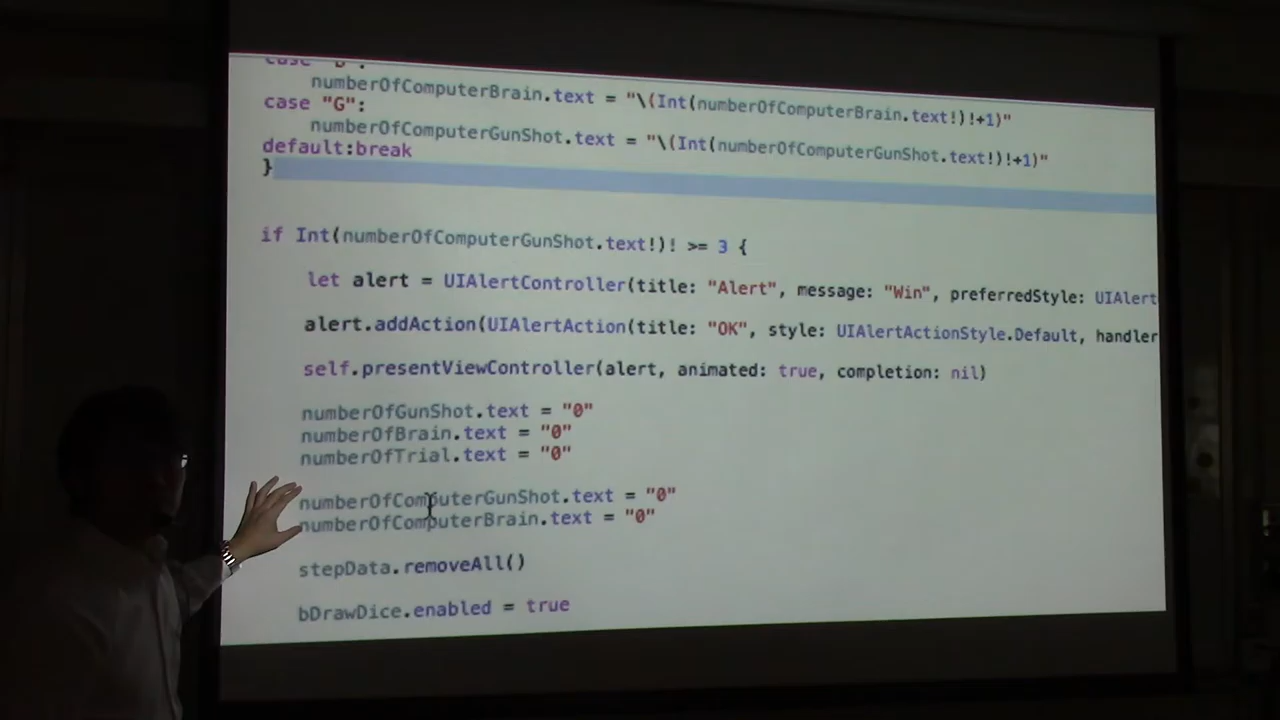 case "B":
numberOfComputerBrain.text = "\(Int(numberOfComputerBrain.text!)!+1)"
case "G":
numberOfComputerGunShot.text = "\(Int(numberOfComputerGunShot.text!)!+1)"
default:break
}
if Int(numberOfComputerGunShot.text!)! >= 3 {
let alert = UIAlertController(title: "Alert", message: "Win", preferredStyle: UIAlert
alert.addAction(UIAlertAction(title: "OK", style: UIAlertActionStyle.Default, handler
self.presentViewController(alert, animated: true, completion: nil)
numberOfGunShot.text = "0"
numberOfBrain.text = "0"
numberOfTrial.text = "0"
numberOfComputerGunShot.text = "0"
numberOfComputerBrain.text = "0"
stepData.removeAll()
bDrawDice.enabled = true